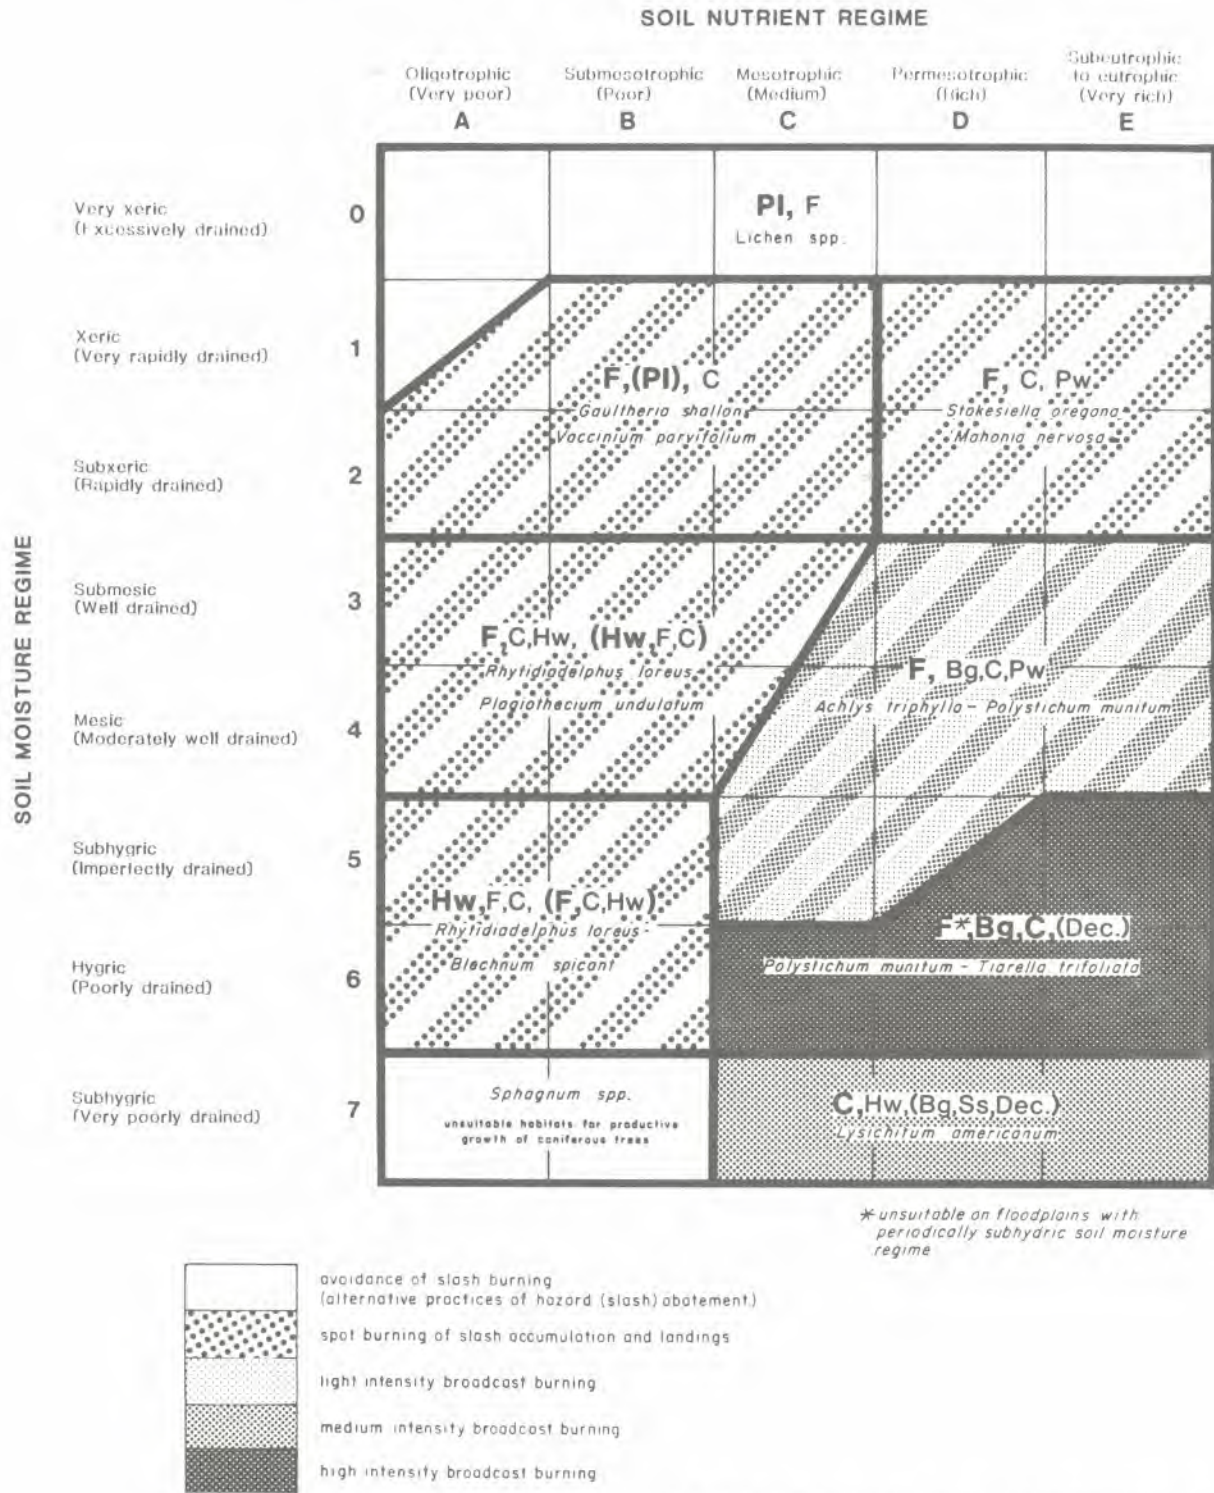 SOIL NUTRIENT REGIME
Oligotrophic
(Very poor)
A
Submesotrophic
(Poor)
B
Mesotrophic
(Medium)
C
Permesotrophic
(Rich)
D
Subeutrophic
to eutrophic
(Very rich)
E
SOIL MOISTURE REGIME
Very xeric
(Excessively drained)
0
Pl, F
Lichen spp.
Xeric
(Very rapidly drained)
1
F,(Pl), C
Gaultheria shallon
Vaccinium parvifolium
F, C, Pw
Stokesiella oregana
Mahonia nervosa
Subxeric
(Rapidly drained)
2
Submesic
(Well drained)
3
F,C,Hw, (Hw,F,C)
Rhytidiadelphus loreus
Plagiothecium undulatum
F, Bg,C,Pw
Achlys triphylla - Polystichum munitum
Mesic
(Moderately well drained)
4
Subhygric
(Imperfectly drained)
5
Hw,F,C, (F,C,Hw)
Rhytidiadelphus loreus -
Blechnum spicant
F*,Bg,C,(Dec.)
Polystichum munitum - Tiarella trifoliata
Hygric
(Poorly drained)
6
Subhygric
(Very poorly drained)
7
Sphagnum spp.
unsuitable habitats for productive
growth of coniferous trees
C,Hw,(Bg,Ss,Dec.)
Lysichitum americanum
* unsuitable on floodplains with
periodically subhydric soil moisture
regime
avoidance of slash burning
(alternative practices of hazard (slash) abatement)
spot burning of slash accumulation and landings
light intensity broadcast burning
medium intensity broadcast burning
high intensity broadcast burning